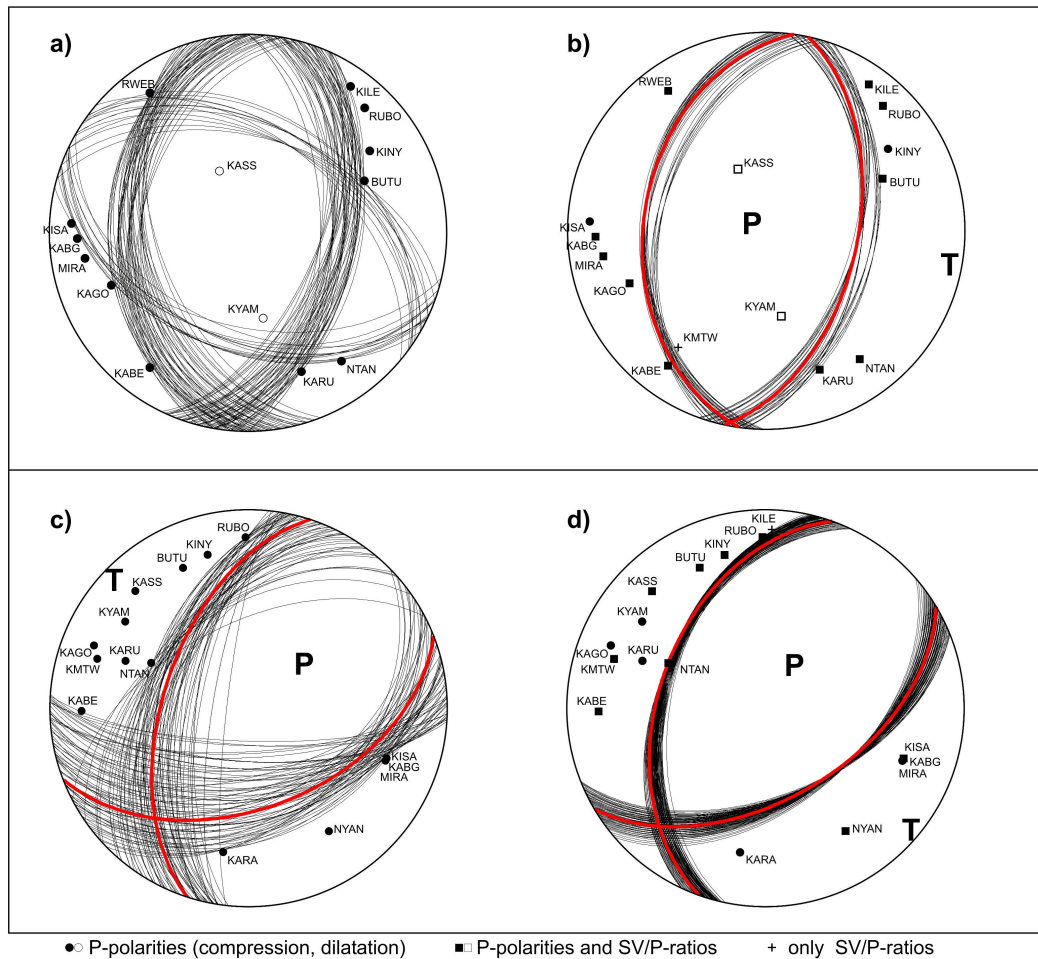 a)
RWEB
KILE
RUBO
KINY
BUTU
KASS
KISA
KABG
MIRA
KAGO
KYAM
KABE
KARU
NTAN
b)
RWEB
KILE
RUBO
KINY
BUTU
KASS
P
T
KISA
KABG
MIRA
KAGO
KYAM
KMTW
KABE
KARU
NTAN
c)
RUBO
KINY
BUTU
T
KASS
KYAM
KAGO
KARU
KMTW
NTAN
P
KABE
KISA
KABG
MIRA
NYAN
KARA
d)
KILE
RUBO
KINY
BUTU
KASS
KYAM
KAGO
KARU
KMTW
NTAN
P
KABE
KISA
KABG
MIRA
NYAN
T
KARA
P-polarities (compression, dilatation) P-polarities and SV/P-ratios + only SV/P-ratios